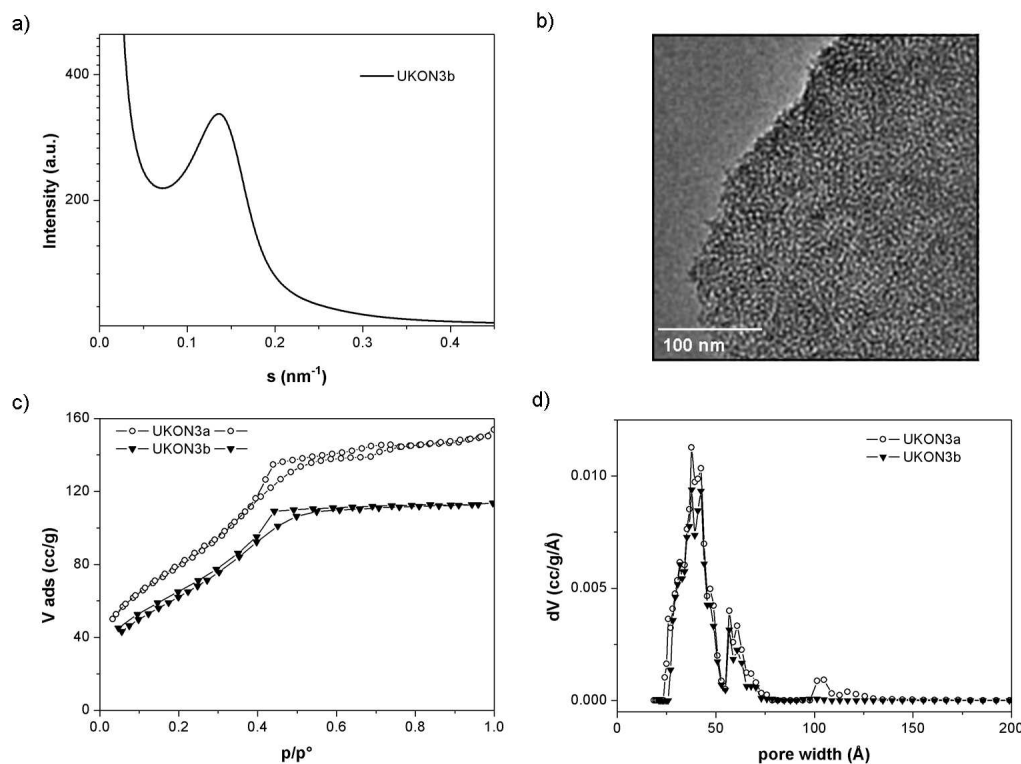 a)
400
200
Intensity (a.u.)
UKON3b
0.0 0.1 0.2 0.3 0.4
s (nm⁻¹)
b)
100 nm
c)
160
120
80
40
0
V ads (cc/g)
UKON3a
UKON3b
0.0 0.2 0.4 0.6 0.8 1.0
p/p°
d)
0.010
0.005
0.000
dV (cc/g/Å)
UKON3a
UKON3b
0 50 100 150 200
pore width (Å)